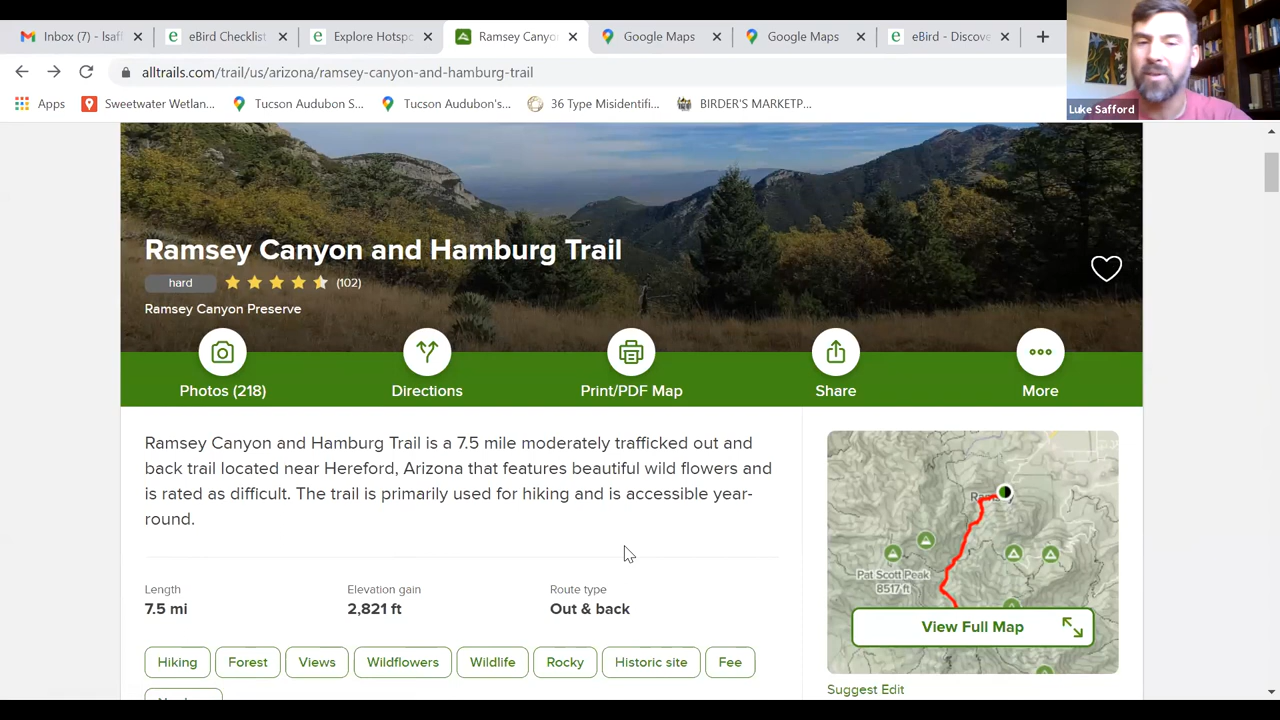 Inbox (7) - lsaff
eBird Checklist
Explore Hotspo
Ramsey Canyo
Google Maps
Google Maps
eBird - Discov
alltrails.com/trail/us/arizona/ramsey-canyon-and-hamburg-trail
Apps
Sweetwater Wetlan...
Tucson Audubon S...
Tucson Audubon's...
36 Type Misidentifi...
BIRDER'S MARKETP...
Luke Safford
Ramsey Canyon and Hamburg Trail
hard
(102)
Ramsey Canyon Preserve
Photos (218)
Directions
Print/PDF Map
Share
More
Ramsey Canyon and Hamburg Trail is a 7.5 mile moderately trafficked out and
back trail located near Hereford, Arizona that features beautiful wild flowers and
is rated as difficult. The trail is primarily used for hiking and is accessible year-
round.
Length
7.5 mi
Elevation gain
2,821 ft
Route type
Out & back
Hiking
Forest
Views
Wildflowers
Wildlife
Rocky
Historic site
Fee
Pat Scott Peak
8517 ft
View Full Map
Suggest Edit